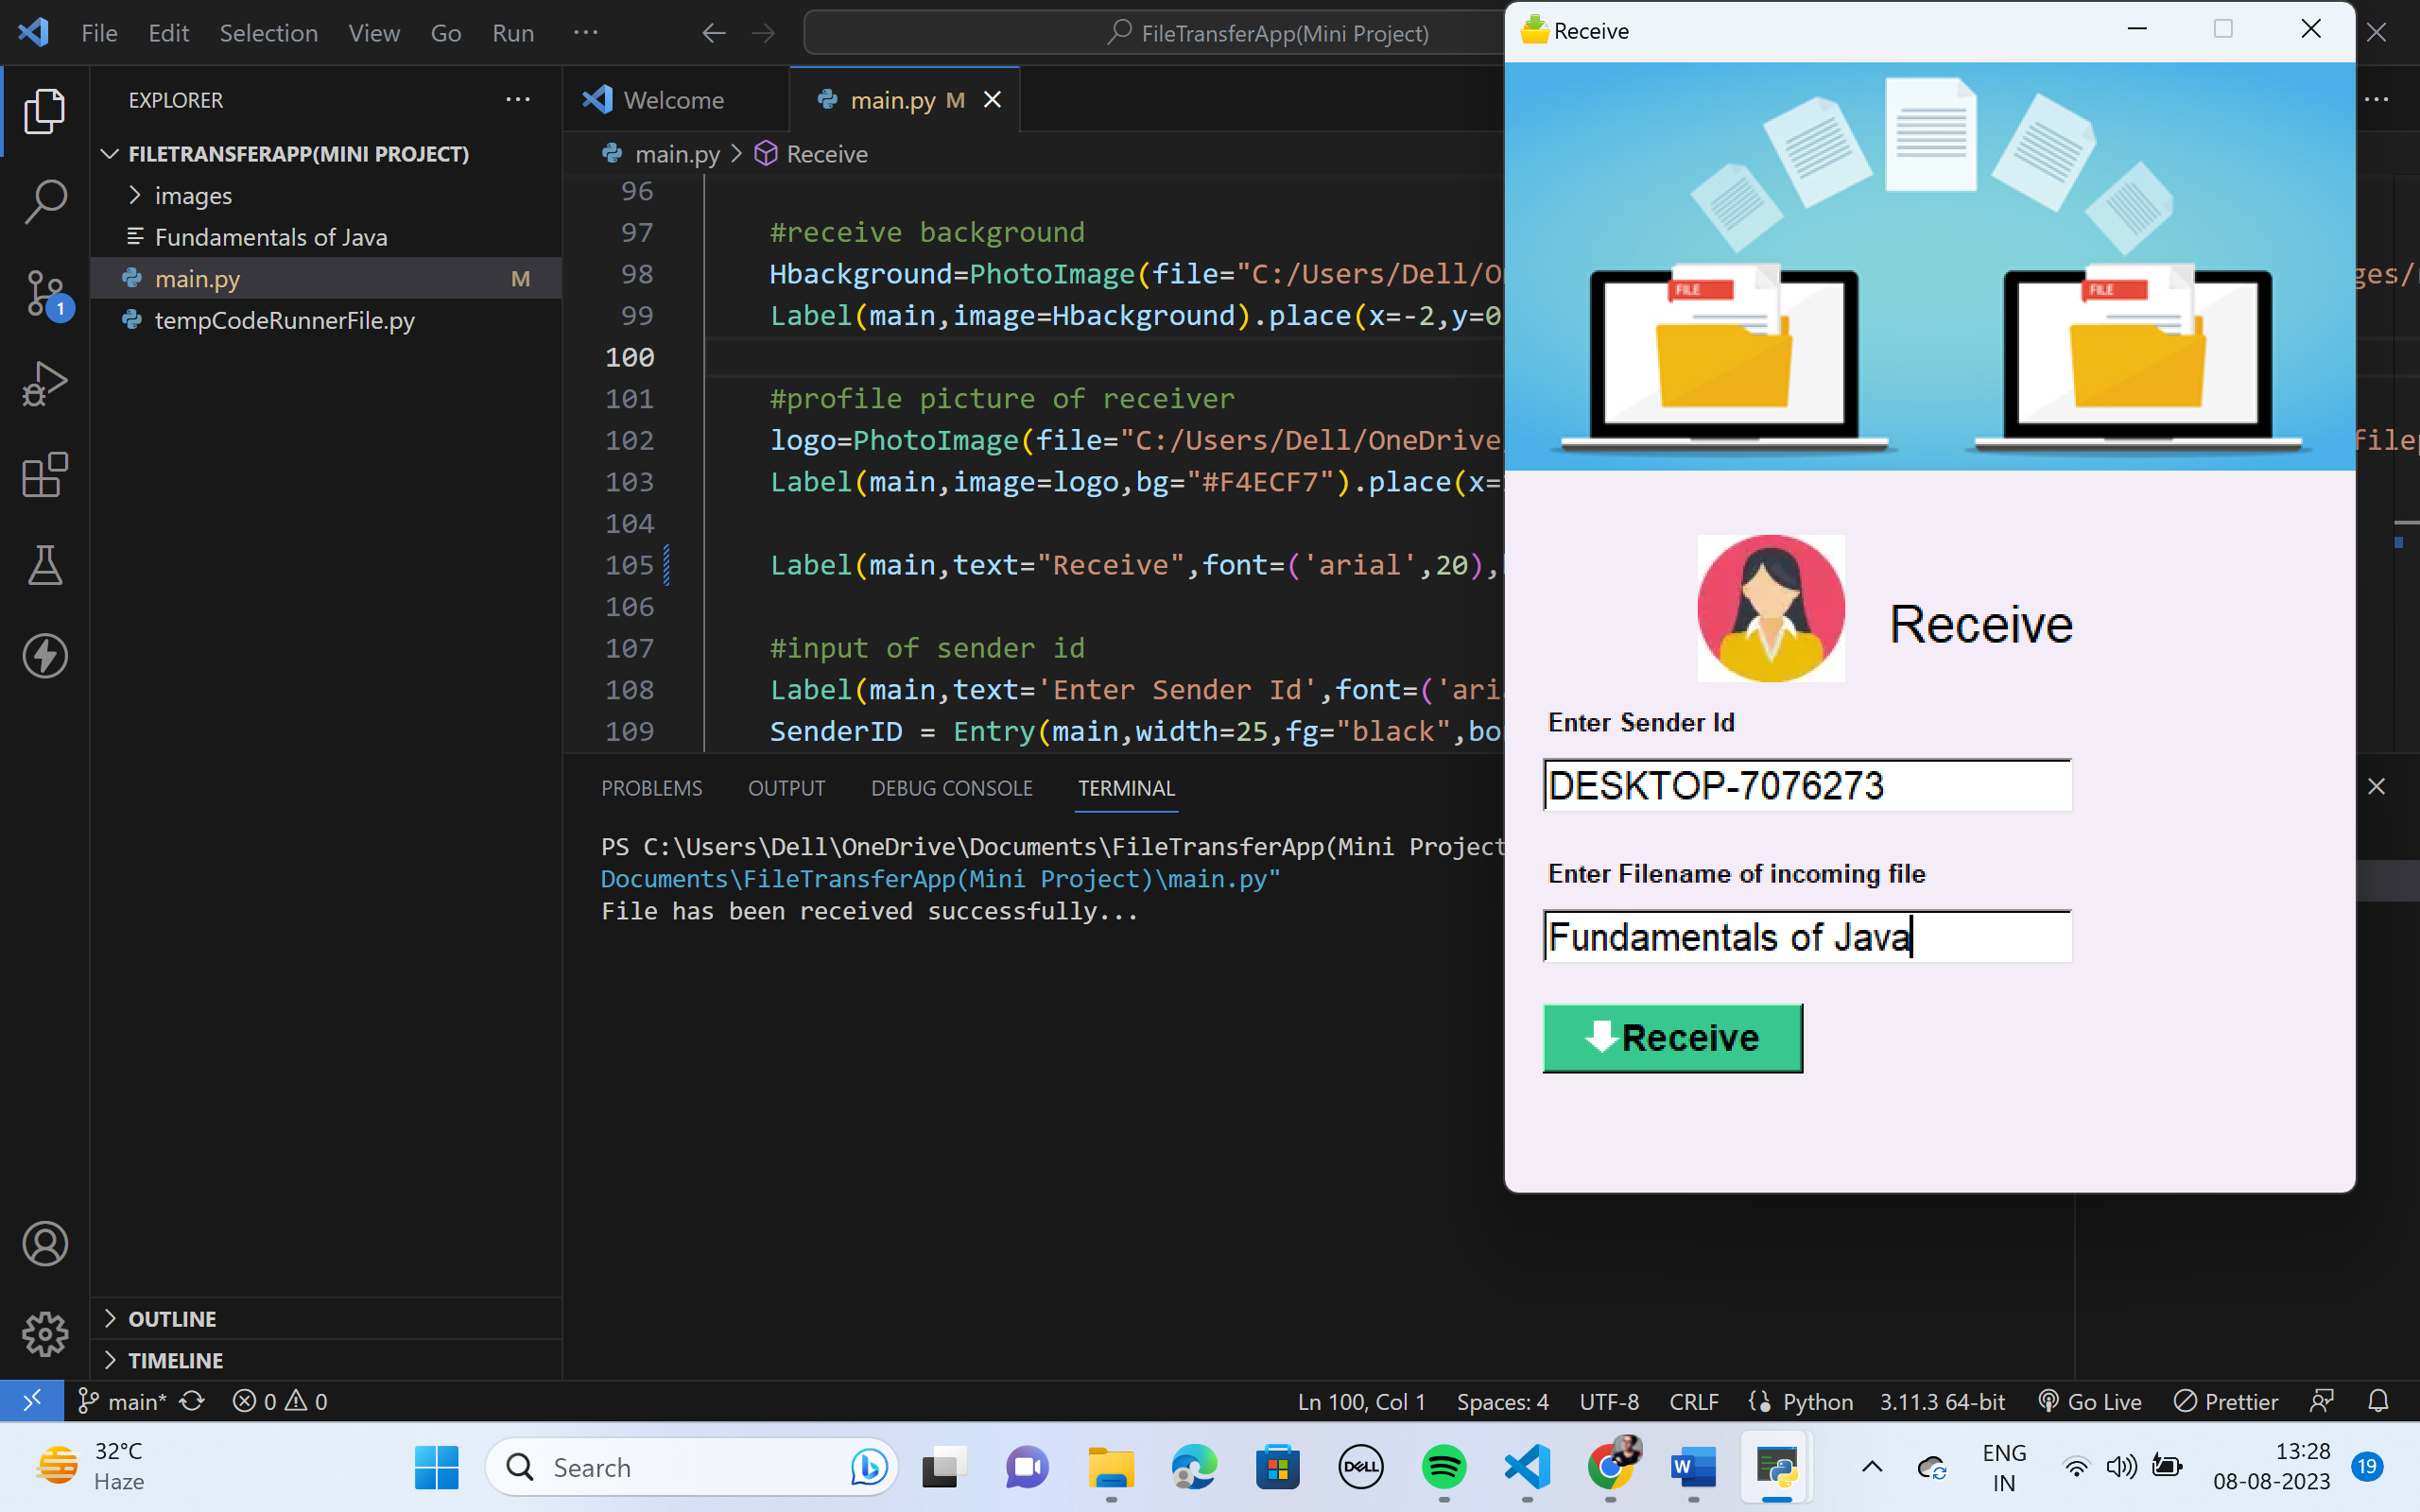 File Edit Selection View Go Run ···
FileTransferApp(Mini Project)
EXPLORER ···
FILETRANSFERAPP(MINI PROJECT)
images
Fundamentals of Java
main.py M
tempCodeRunnerFile.py
1
OUTLINE
TIMELINE
Welcome
main.py M
main.py > Receive
96
97 #receive background
98 Hbackground=PhotoImage(file="C:/Users/Dell/On
ges/
99 Label(main,image=Hbackground).place(x=-2,y=0
100
101 #profile picture of receiver
102 logo=PhotoImage(file="C:/Users/Dell/OneDrive
file
103 Label(main,image=logo,bg="#F4ECF7").place(x=
104
105 Label(main,text="Receive",font=('arial',20),
106
107 #input of sender id
108 Label(main,text='Enter Sender Id',font=('ari
109 SenderID = Entry(main,width=25,fg="black",bo
PROBLEMS OUTPUT DEBUG CONSOLE TERMINAL
PS C:\Users\Dell\OneDrive\Documents\FileTransferApp(Mini Project
Documents\FileTransferApp(Mini Project)\main.py"
File has been received successfully...
Receive
FILE
FILE
Receive
Enter Sender Id
DESKTOP-7076273
Enter Filename of incoming file
Fundamentals of Java
Receive
main* 0 0
Ln 100, Col 1 Spaces: 4 UTF-8 CRLF Python 3.11.3 64-bit Go Live Prettier
32°C
Haze
Search
DELL
W
ENG
IN
13:28
08-08-2023
19